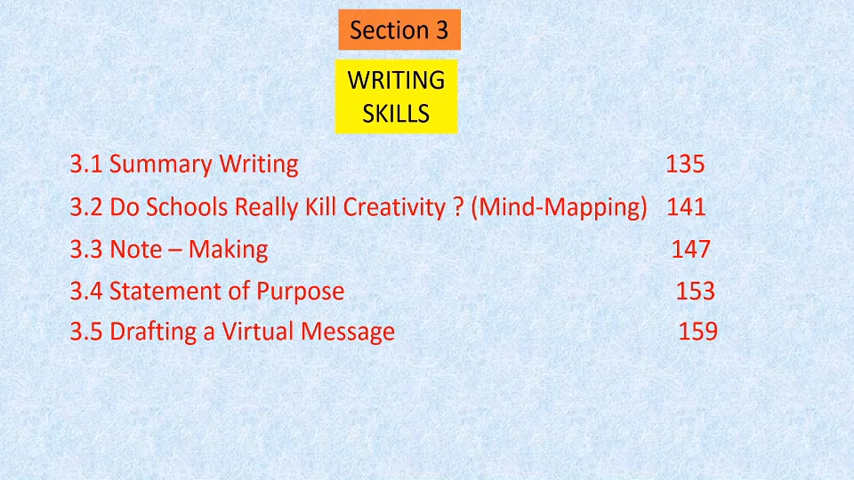 Section 3
WRITING
SKILLS
3.1 Summary Writing 135
3.2 Do Schools Really Kill Creativity ? (Mind-Mapping) 141
3.3 Note – Making 147
3.4 Statement of Purpose 153
3.5 Drafting a Virtual Message 159